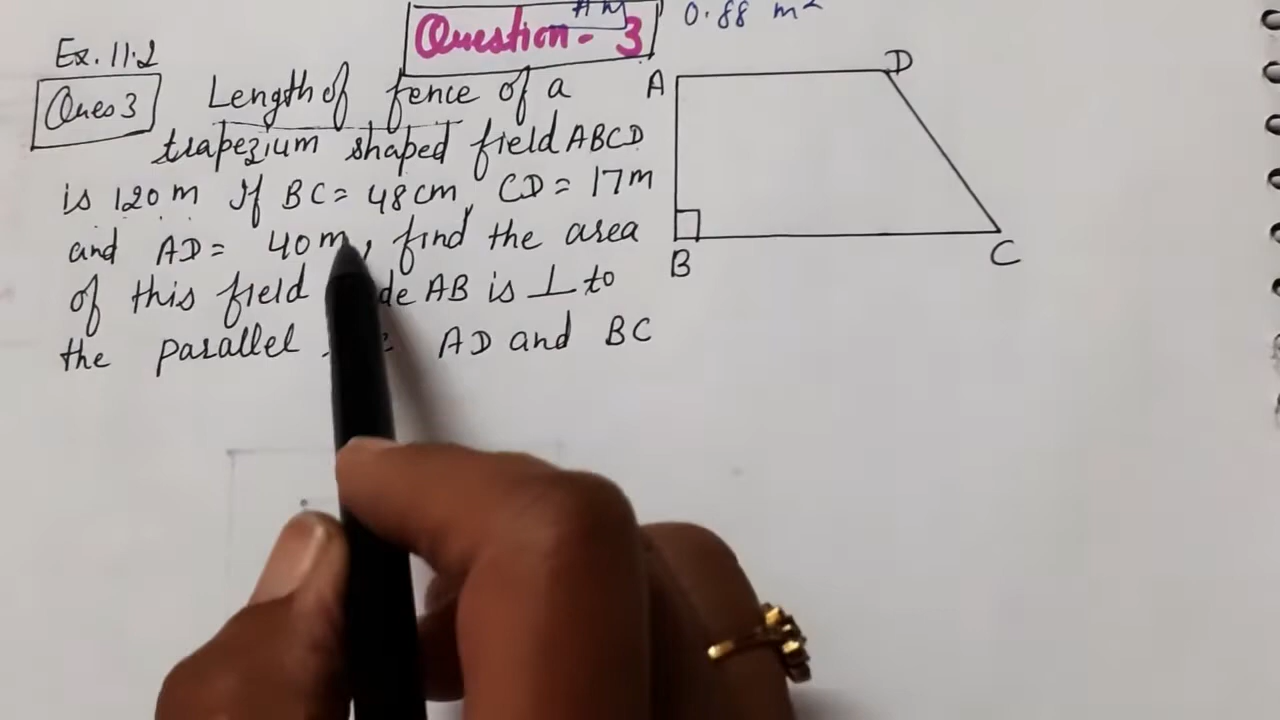 0.88 m²
Question - 3
Ex. 11.2
Ques 3
Length of fence of a
trapezium shaped field ABCD
is 120 m If BC = 48 cm, CD = 17 m
and AD = 40 m, find the area
of this field AB is ⊥ to
the parallel AD and BC
A D
B C